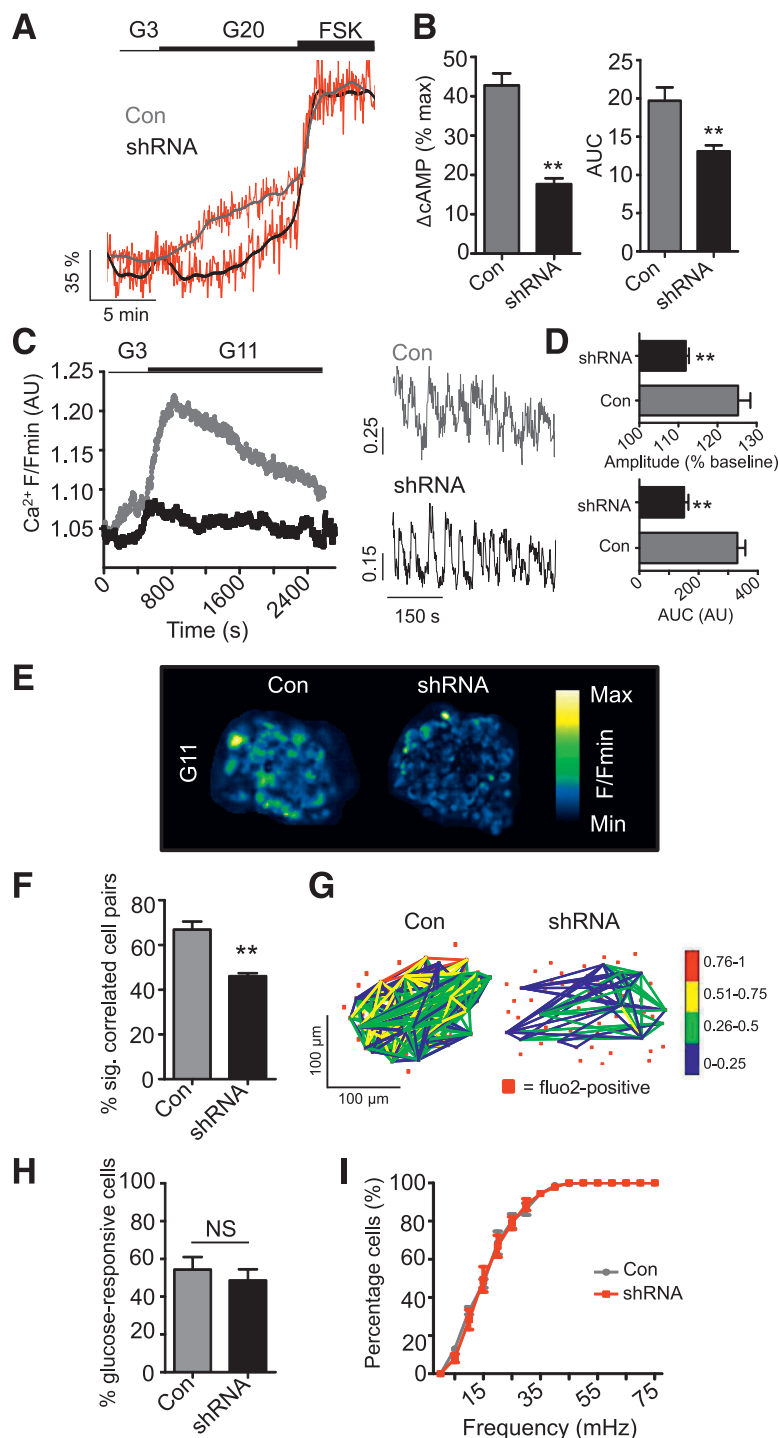 A
G3 G20 FSK
Con
shRNA
35 %
5 min
B
ΔcAMP (% max)
50
40
30
20
10
0
**
Con shRNA
AUC
25
20
15
10
5
0
**
Con shRNA
C
G3 G11
Ca²⁺ F/Fmin (AU)
1.25
1.20
1.15
1.10
1.05
0 800 1600 2400
Time (s)
Con
0.25
shRNA
0.15
150 s
D
shRNA **
Con
100 110 120 130
Amplitude (% baseline)
shRNA **
Con
0 200 400
AUC (AU)
E
Con shRNA
G11
Max
F/Fmin
Min
F
% sig. correlated cell pairs
80
60
40
20
0
**
Con shRNA
G
Con shRNA
0.76-1
0.51-0.75
0.26-0.5
0-0.25
100 µm
100 µm
= fluo2-positive
H
% glucose-responsive cells
100
80
60
40
20
0
NS
Con shRNA
I
Percentage cells (%)
100
80
60
40
20
0
Con
shRNA
15 35 55 75
Frequency (mHz)